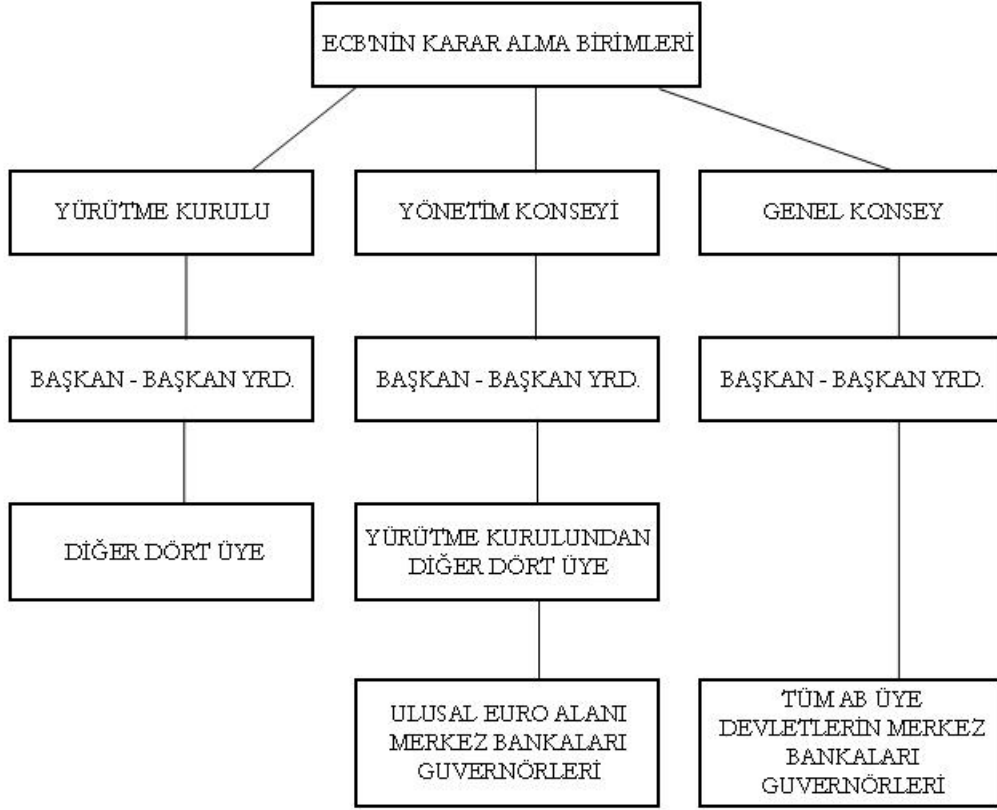 ECB'NİN KARAR ALMA BİRİMLERİ
YÜRÜTME KURULU
YÖNETİM KONSEYİ
GENEL KONSEY
BAŞKAN - BAŞKAN YRD.
BAŞKAN - BAŞKAN YRD.
BAŞKAN - BAŞKAN YRD.
DİĞER DÖRT ÜYE
YÜRÜTME KURULUNDAN
DİĞER DÖRT ÜYE
ULUSAL EURO ALANI
MERKEZ BANKALARI
GUVERNÖRLERİ
TÜM AB ÜYE
DEVLETLERİN MERKEZ
BANKALARI
GUVERNÖRLERİ